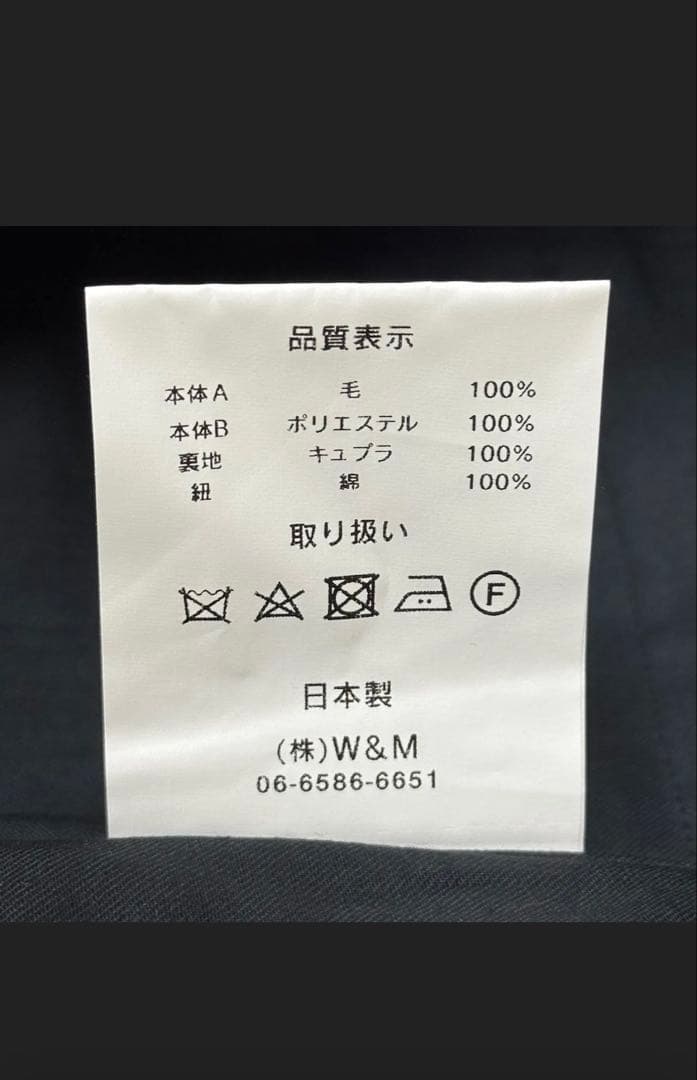 品質表示
本体A 毛 100%
本体B ポリエステル 100%
裏地 キュプラ 100%
紐 綿 100%
取り扱い
F
日本製
(株)W&M
06-6586-6651